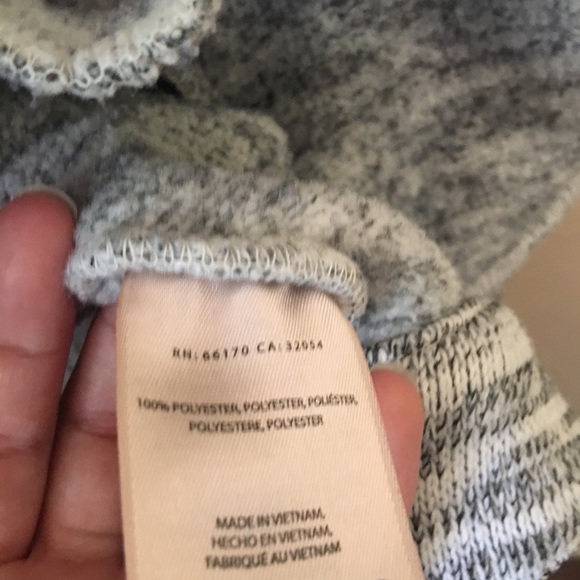 RN: 66170 CA: 32054
100% POLYESTER, POLYESTER, POLIÉSTER,
POLYESTERE, POLYESTER
MADE IN VIETNAM,
HECHO EN VIETNAM,
FABRIQUÉ AU VIETNAM